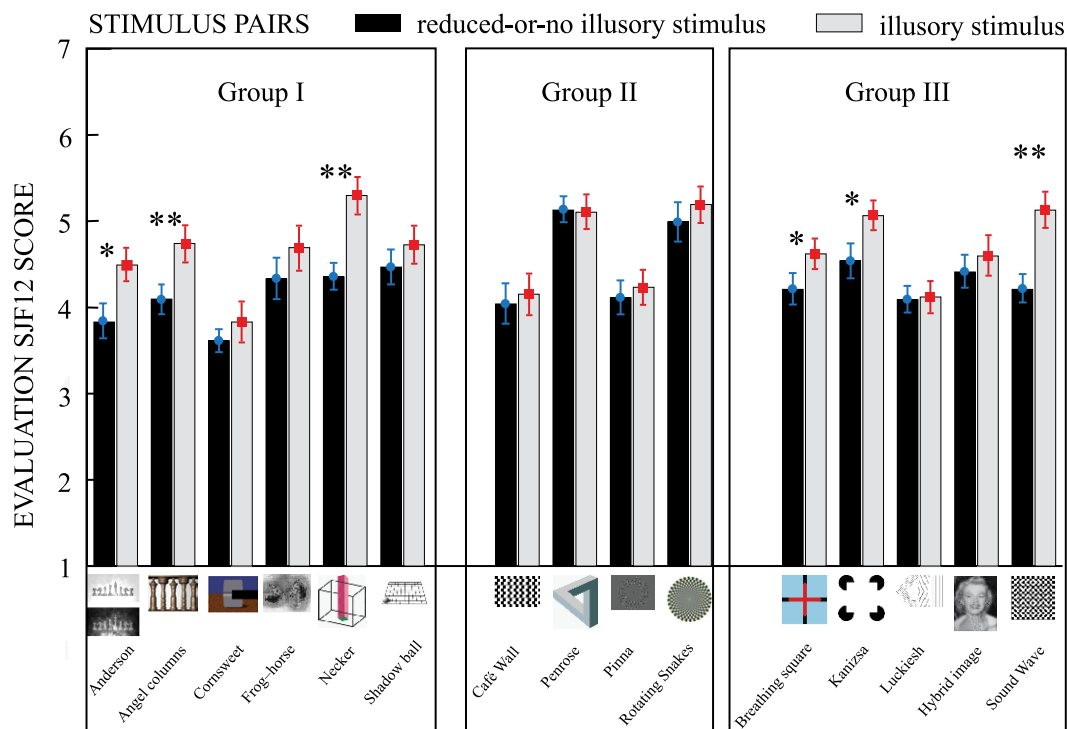 STIMULUS PAIRS reduced-or-no illusory stimulus illusory stimulus
EVALUATION SJF12 SCORE
7
6
5
4
3
2
1
Group I
Group II
Group III
*
**
**
*
*
**
Anderson
Angel columns
Cornsweet
Frog–horse
Necker
Shadow ball
Café Wall
Penrose
Pinna
Rotating Snakes
Breathing square
Kanizsa
Luckiesh
Hybrid image
Sound Wave